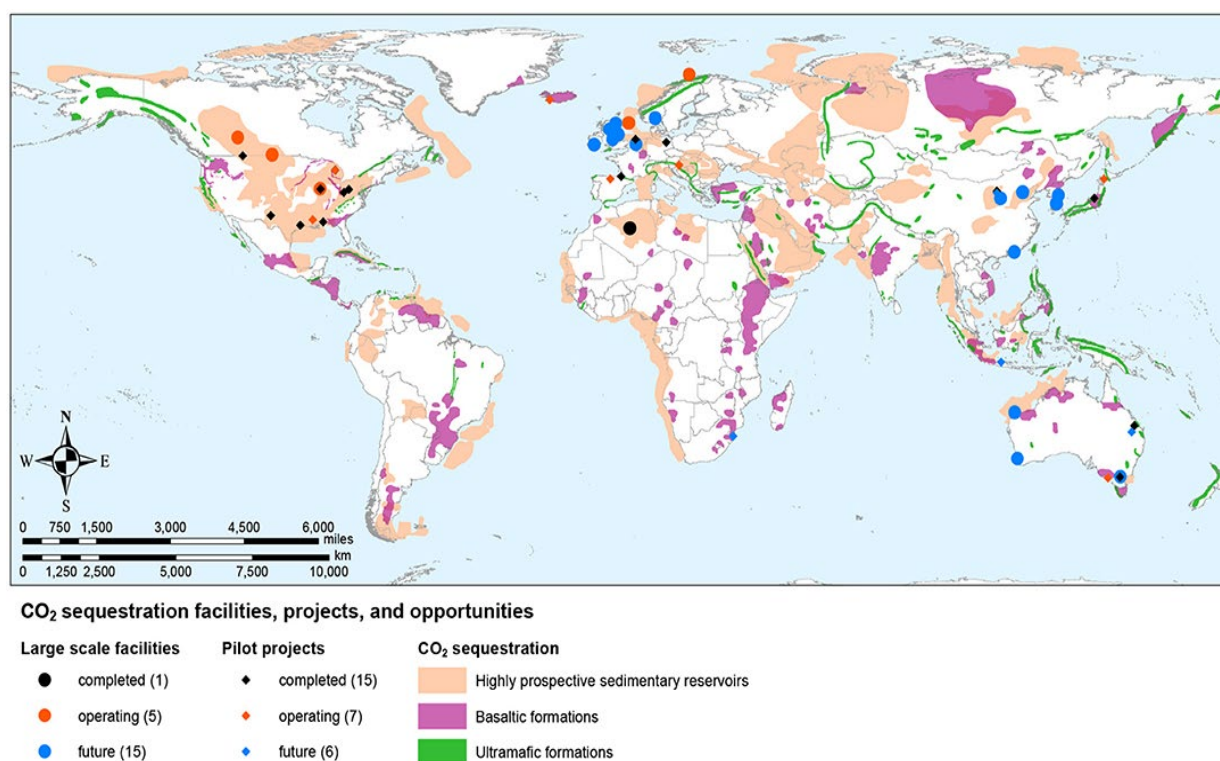 N
W E
S
0 750 1,500 3,000 4,500 6,000
miles
km
0 1,250 2,500 5,000 7,500 10,000
CO₂ sequestration facilities, projects, and opportunities
Large scale facilities Pilot projects CO₂ sequestration
completed (1) completed (15) Highly prospective sedimentary reservoirs
operating (5) operating (7) Basaltic formations
future (15) future (6) Ultramafic formations